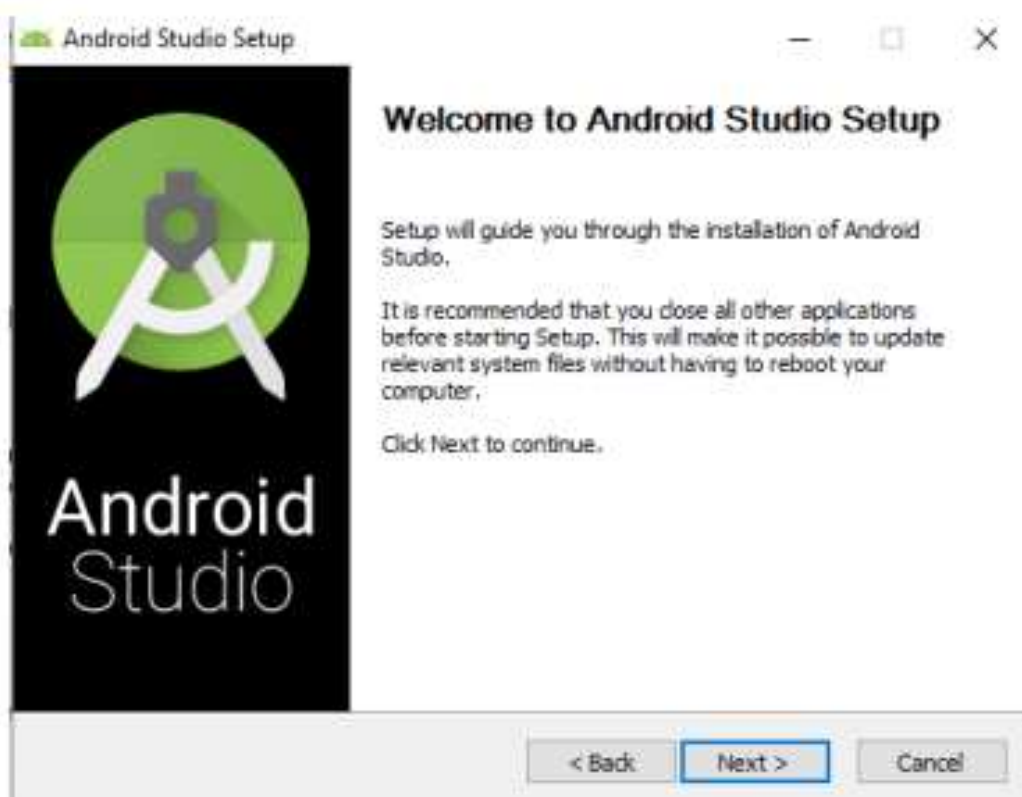 Android Studio Setup
Welcome to Android Studio Setup
Setup will guide you through the installation of Android
Studio.
It is recommended that you close all other applications
before starting Setup. This will make it possible to update
relevant system files without having to reboot your
computer.
Click Next to continue.
Android
Studio
< Back
Next >
Cancel